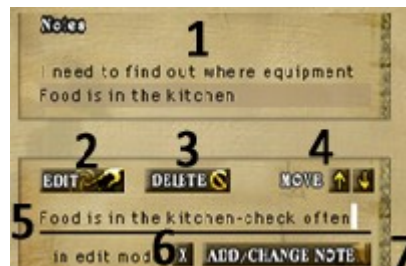 Notes
1
I need to find out where equipment
Food is in the kitchen
2 3 4
EDIT DELETE MOVE
5 Food is in the kitchen-check often
in edit mod 6 X ADD/CHANGE NOTE 7